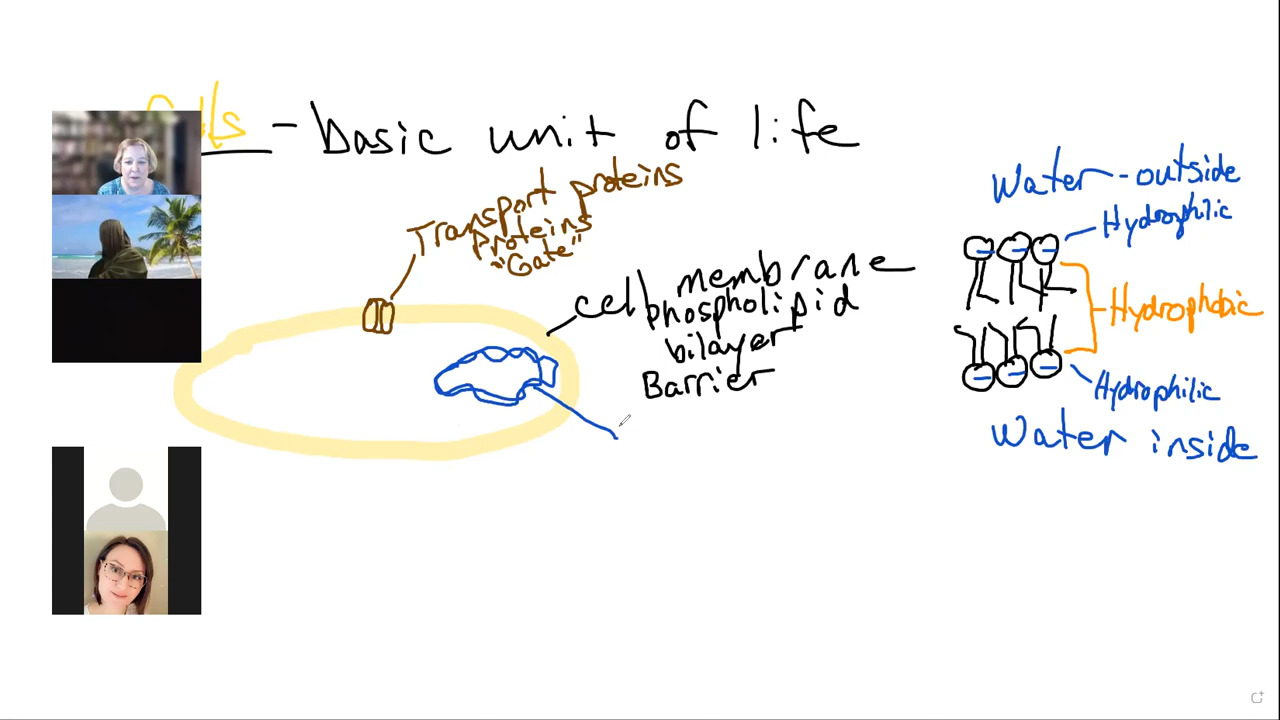 - basic unit of life
Transport proteins
proteins
"Gate"
cell membrane
phospholipid
bilayer
Barrier
Water - outside
Hydrophilic
Hydrophobic
Hydrophilic
Water inside